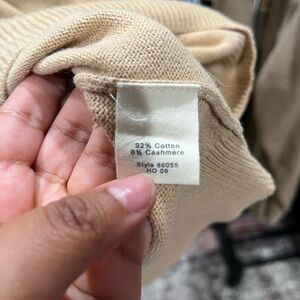 92% Cotton
8% Cashmere
Style 86055
HO 08